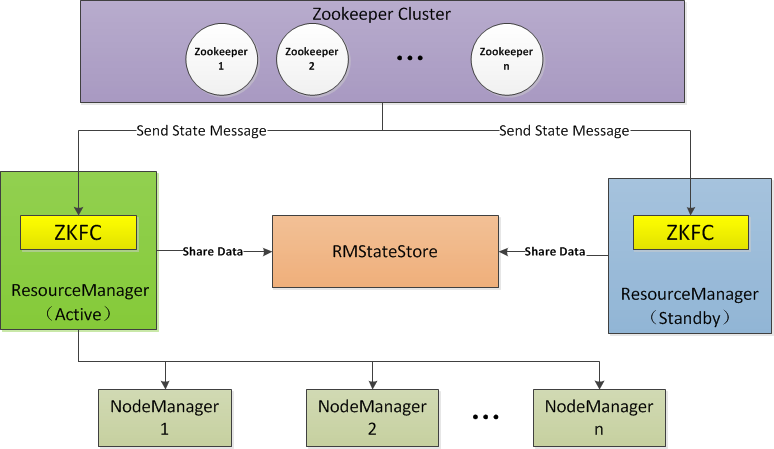 Zookeeper Cluster
Zookeeper
1
Zookeeper
2
...
Zookeeper
n
Send State Message
Send State Message
ZKFC
ResourceManager
（Active）
Share Data
RMStateStore
Share Data
ZKFC
ResourceManager
（Standby）
NodeManager
1
NodeManager
2
...
NodeManager
n